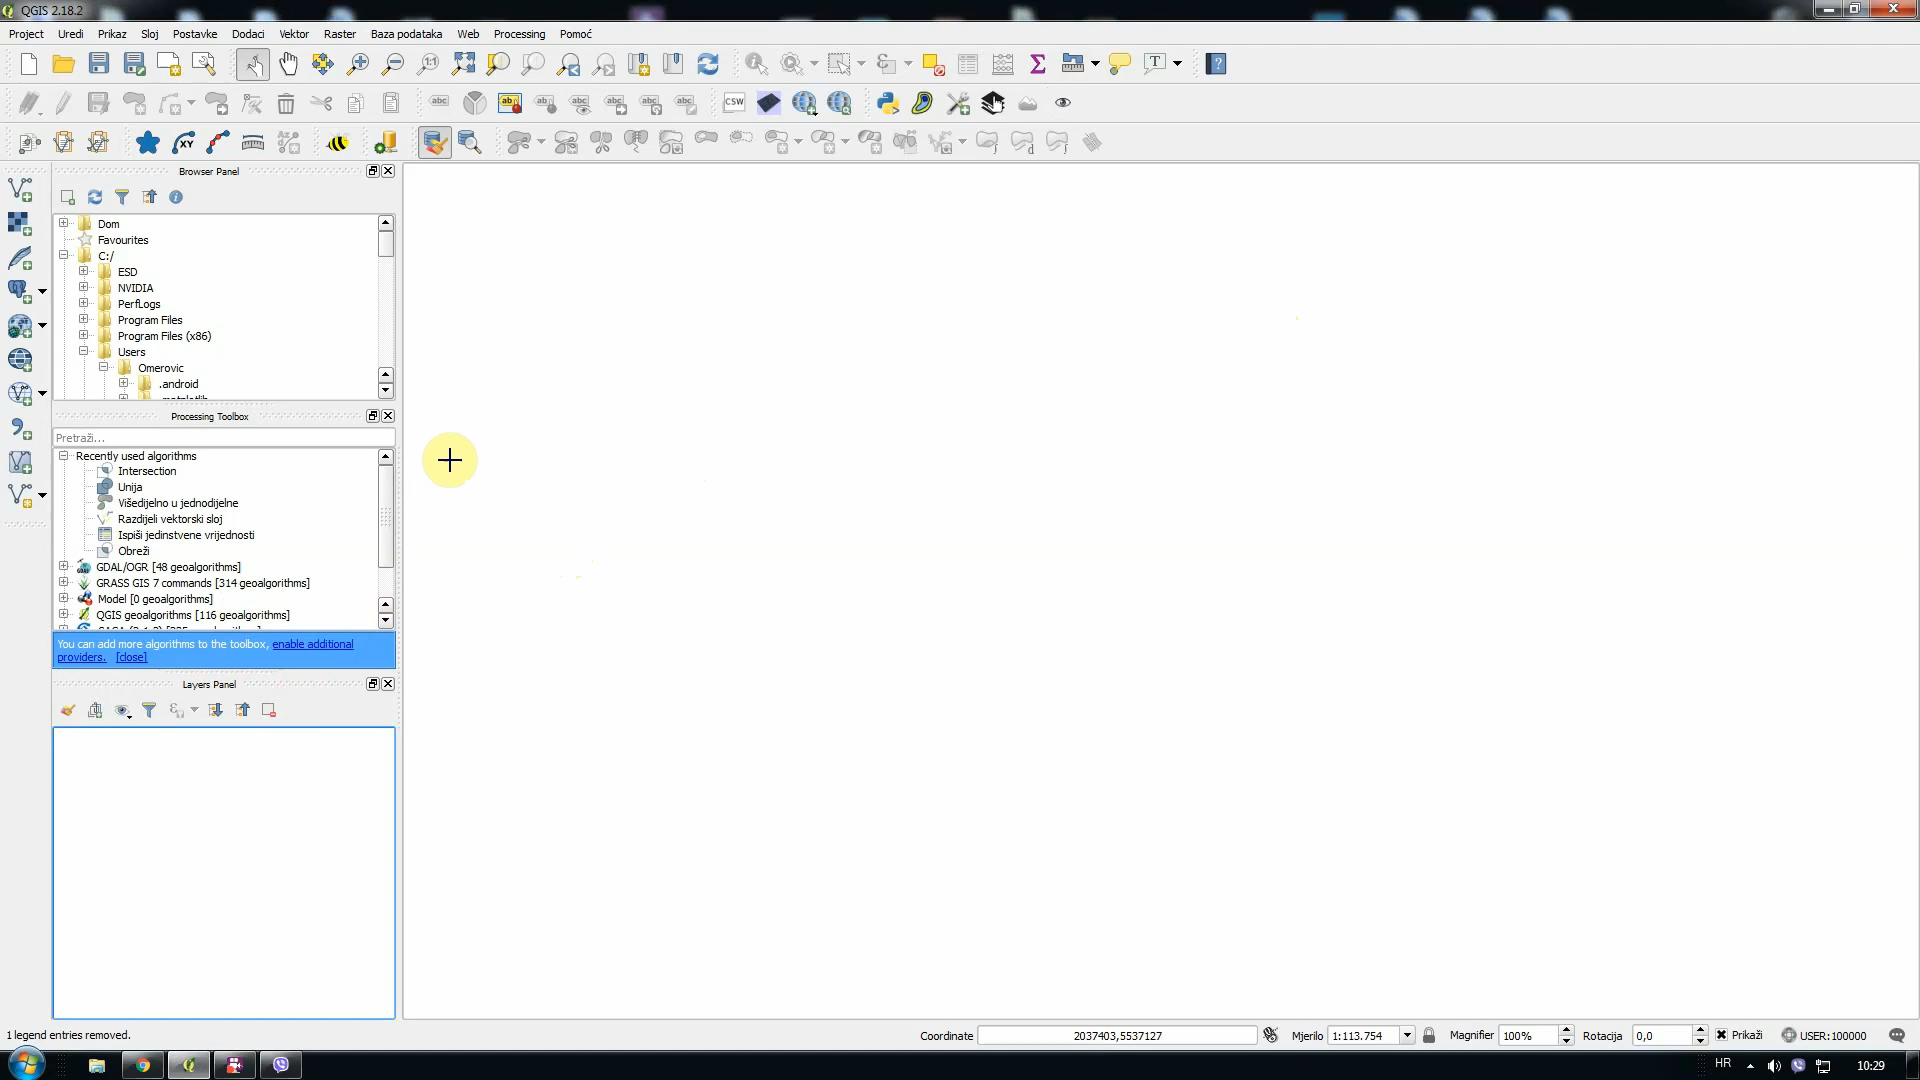 QGIS 2.18.2
Project Uredi Prikaz Sloj Postavke Dodaci Vektor Raster Baza podataka Web Processing Pomoć
Browser Panel
Dom
Favourites
C:/
ESD
NVIDIA
PerfLogs
Program Files
Program Files (x86)
Users
Omerovic
.android
Processing Toolbox
Pretraži...
Recently used algorithms
Intersection
Unija
Višedijelno u jednodijelne
Razdijeli vektorski sloj
Ispiši jedinstvene vrijednosti
Obreži
GDAL/OGR [48 geoalgorithms]
GRASS GIS 7 commands [314 geoalgorithms]
Model [0 geoalgorithms]
QGIS geoalgorithms [116 geoalgorithms]
You can add more algorithms to the toolbox, enable additional
providers. [close]
Layers Panel
1 legend entries removed.
Coordinate 2037403,5537127 Mjerilo 1:113.754 Magnifier 100% Rotacija 0,0 Prikaži USER:100000
HR 10:29